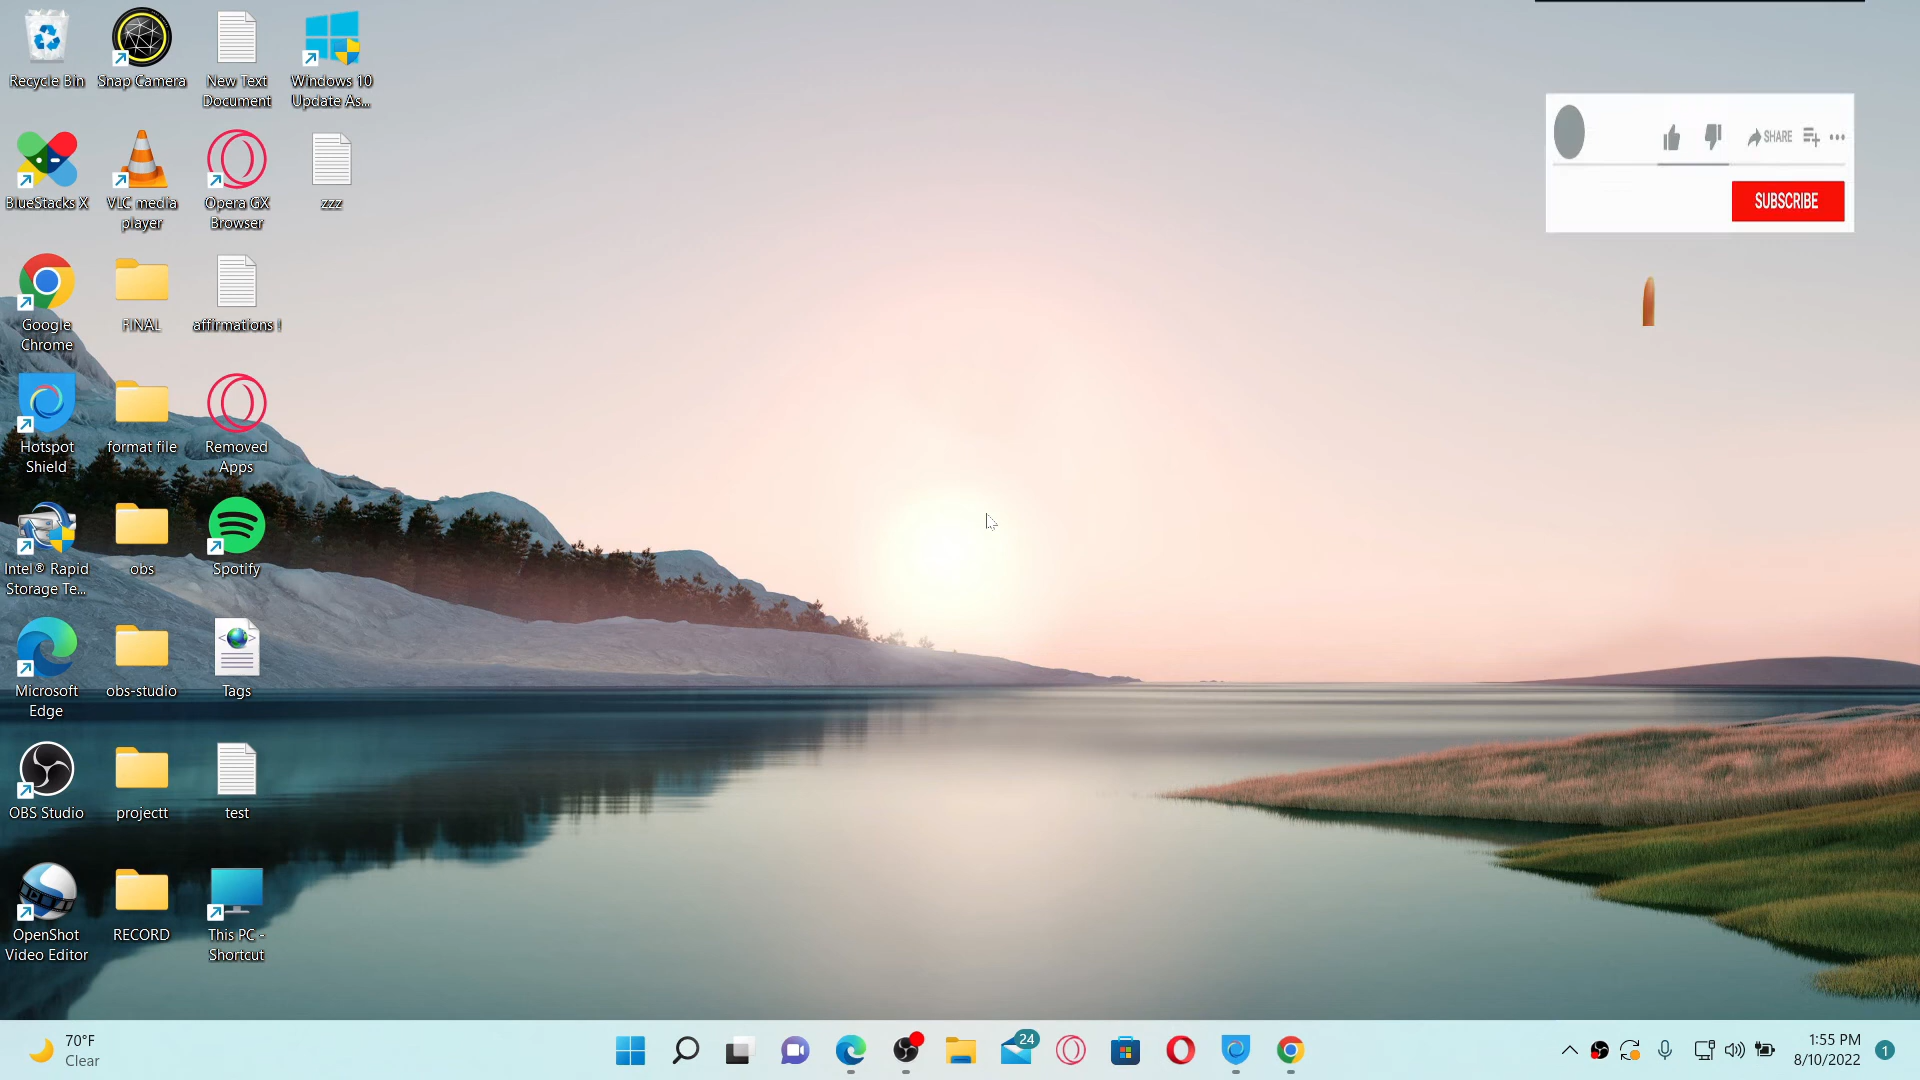 Recycle Bin
Snap Camera
New Text
Document
Windows 10
Update As...
BlueStacks X
VLC media
player
Opera GX
Browser
zzz
Google
Chrome
FINAL
affirmations !
Hotspot
Shield
format file
Removed
Apps
Intel® Rapid
Storage Te...
obs
Spotify
Microsoft
Edge
obs-studio
Tags
OBS Studio
projectt
test
OpenShot
Video Editor
RECORD
This PC -
Shortcut
SHARE
SUBSCRIBE
70°F
Clear
24
1:55 PM
8/10/2022
1